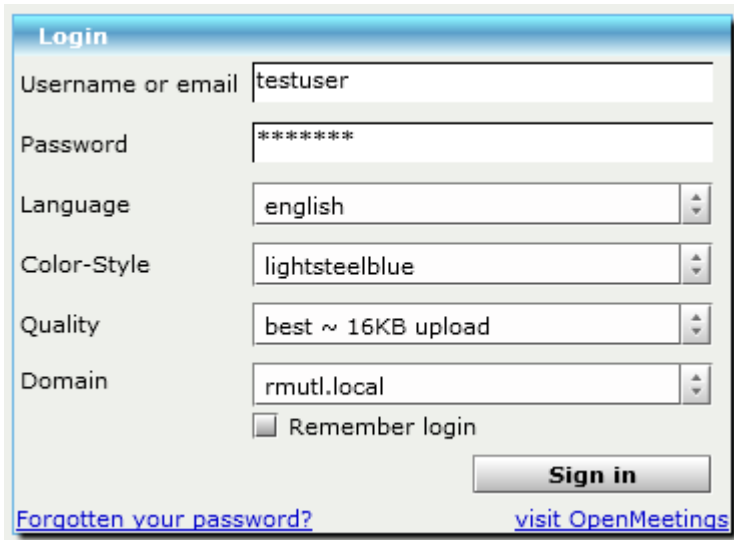 Login
Username or email testuser
Password *******
Language english
Color-Style lightsteelblue
Quality best ~ 16KB upload
Domain rmutl.local
Remember login
Sign in
Forgotten your password? visit OpenMeetings